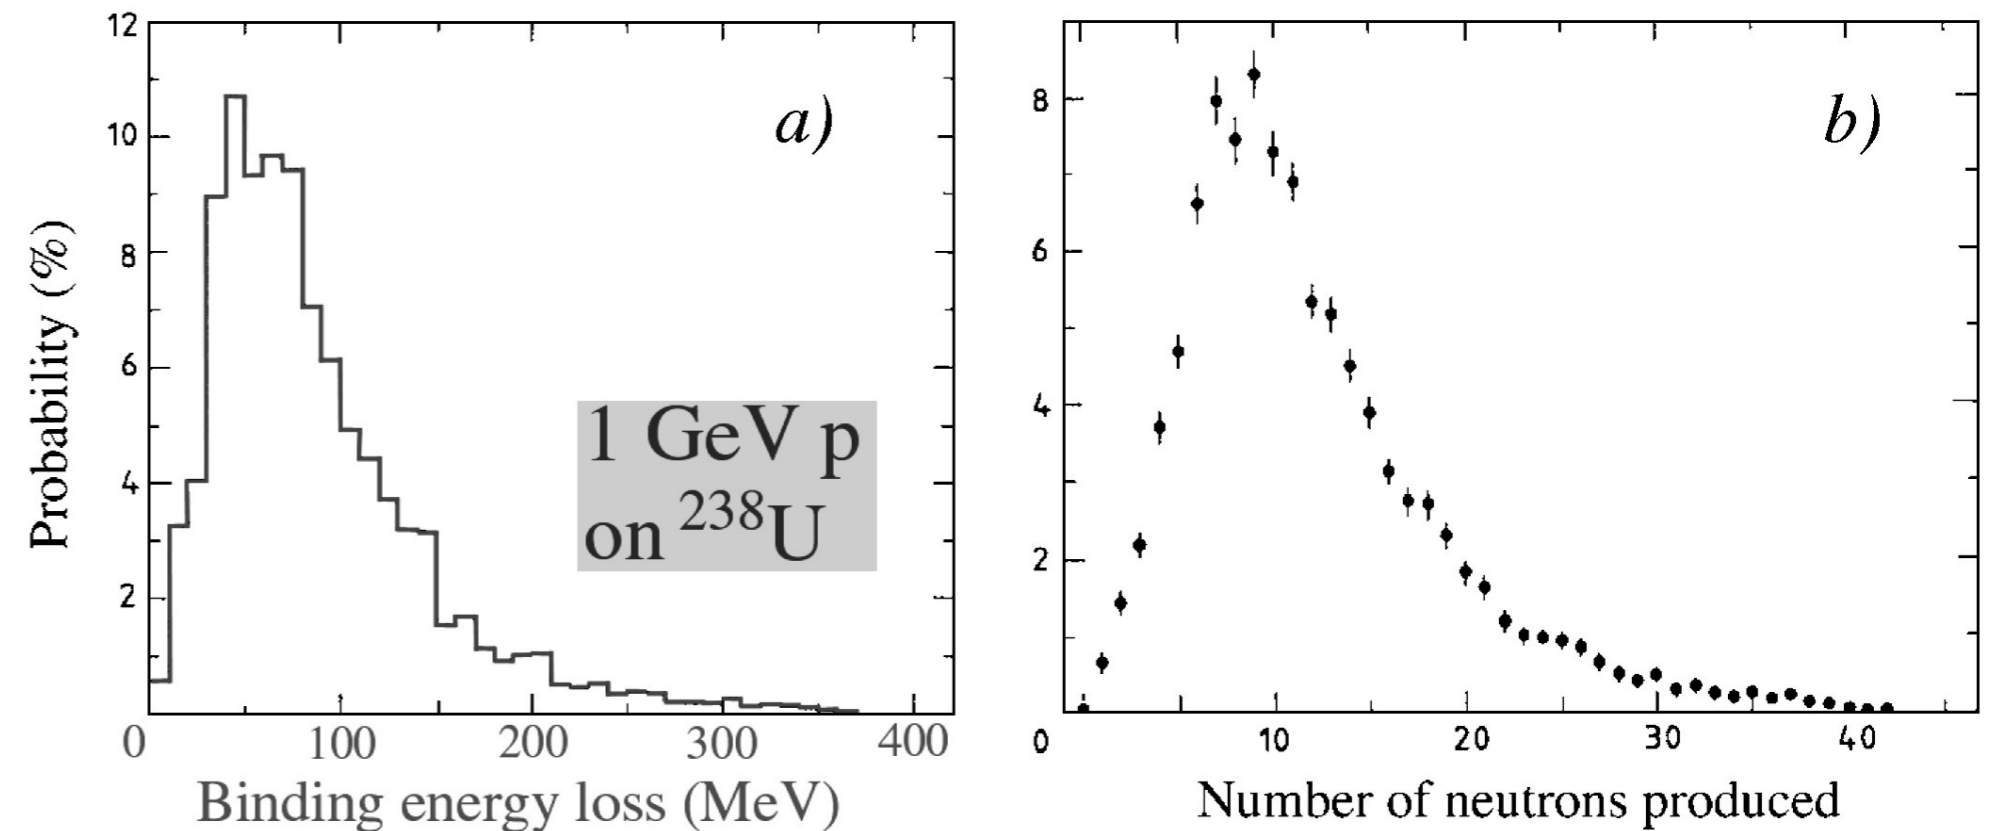 12
10
8
6
4
2
0
100
200
300
400
Probability (%)
Binding energy loss (MeV)
a)
1 GeV p
on ²³⁸U
8
6
4
2
0
10
20
30
40
Number of neutrons produced
b)